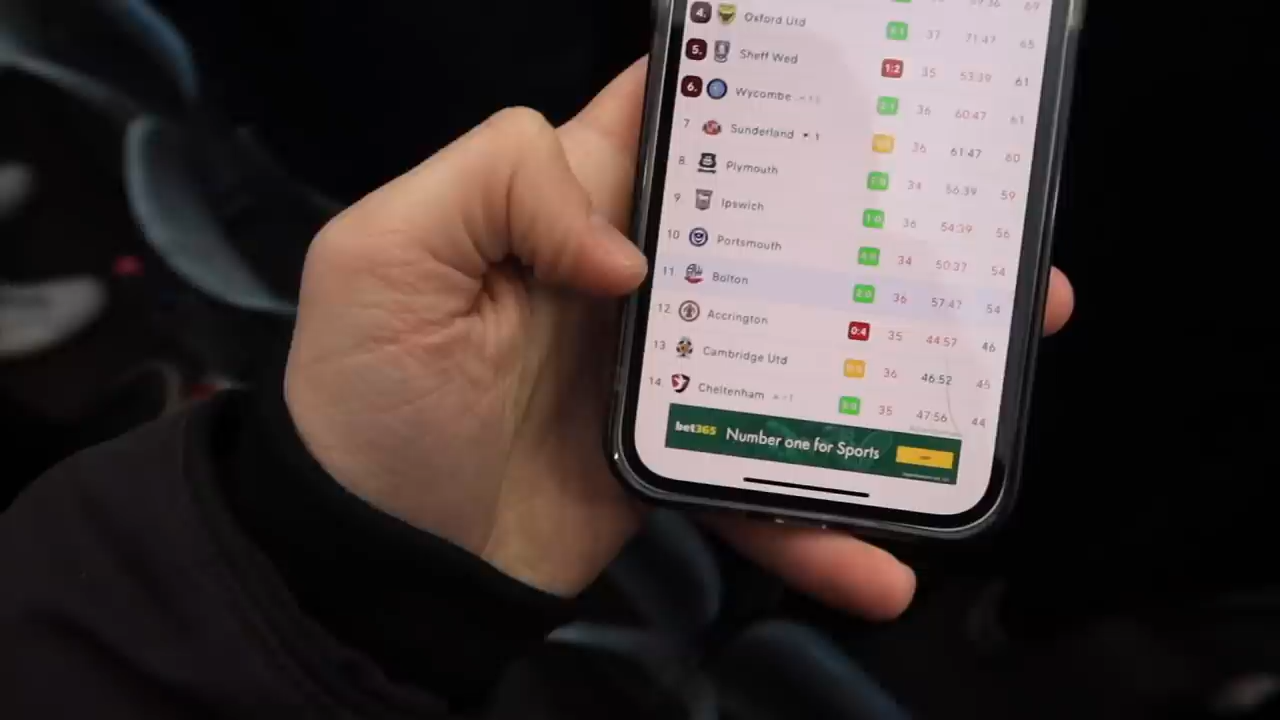 69
4. Oxford Utd 37 71:47 65
5. Sheff Wed 1:2 35 53:39 61
6. Wycombe 36 60:47 61
7 Sunderland 1 36 61:47 60
8. Plymouth 34 56:39 59
9. Ipswich 1:0 36 54:39 56
10 Portsmouth 34 50:37 54
11. Bolton 2:0 36 57:42 54
12 Accrington 0:4 35 44:57 46
13. Cambridge Utd 36 46:52 45
14. Cheltenham 35 47:56 44
bet365 Number one for Sports